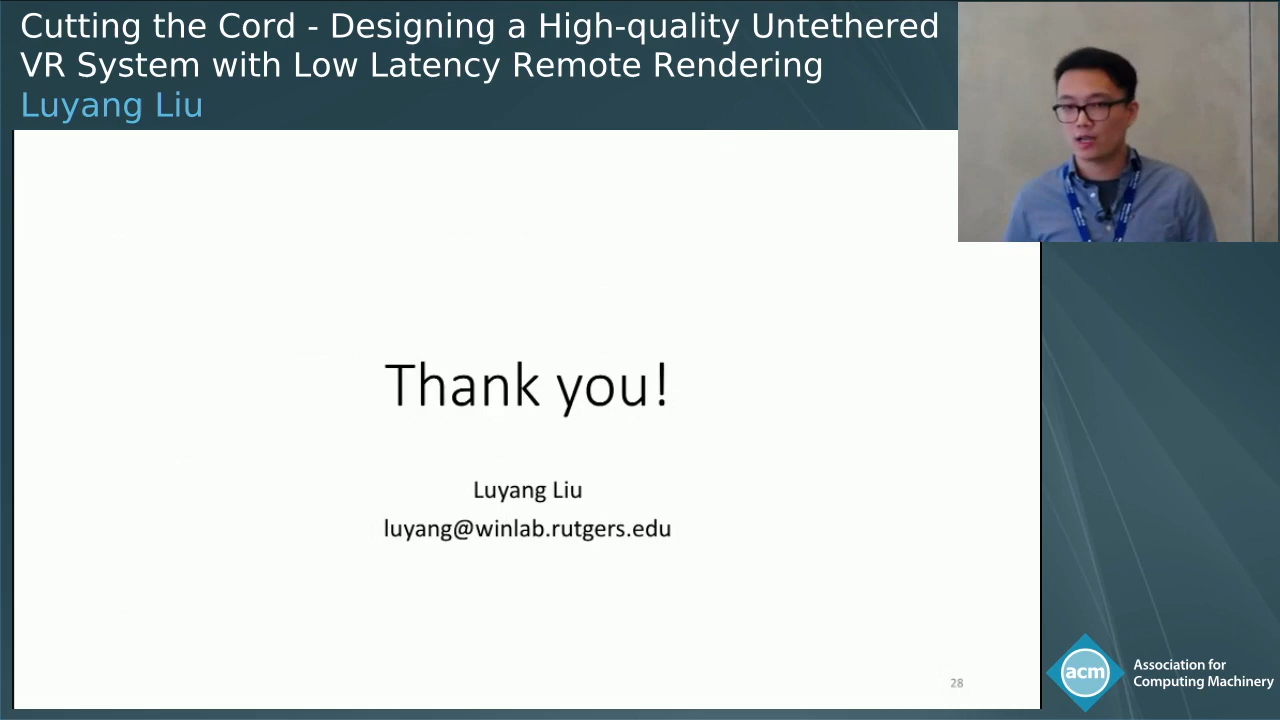 Cutting the Cord - Designing a High-quality Untethered
VR System with Low Latency Remote Rendering
Luyang Liu
Thank you!
Luyang Liu
luyang@winlab.rutgers.edu
28
acm
Association for
Computing Machinery